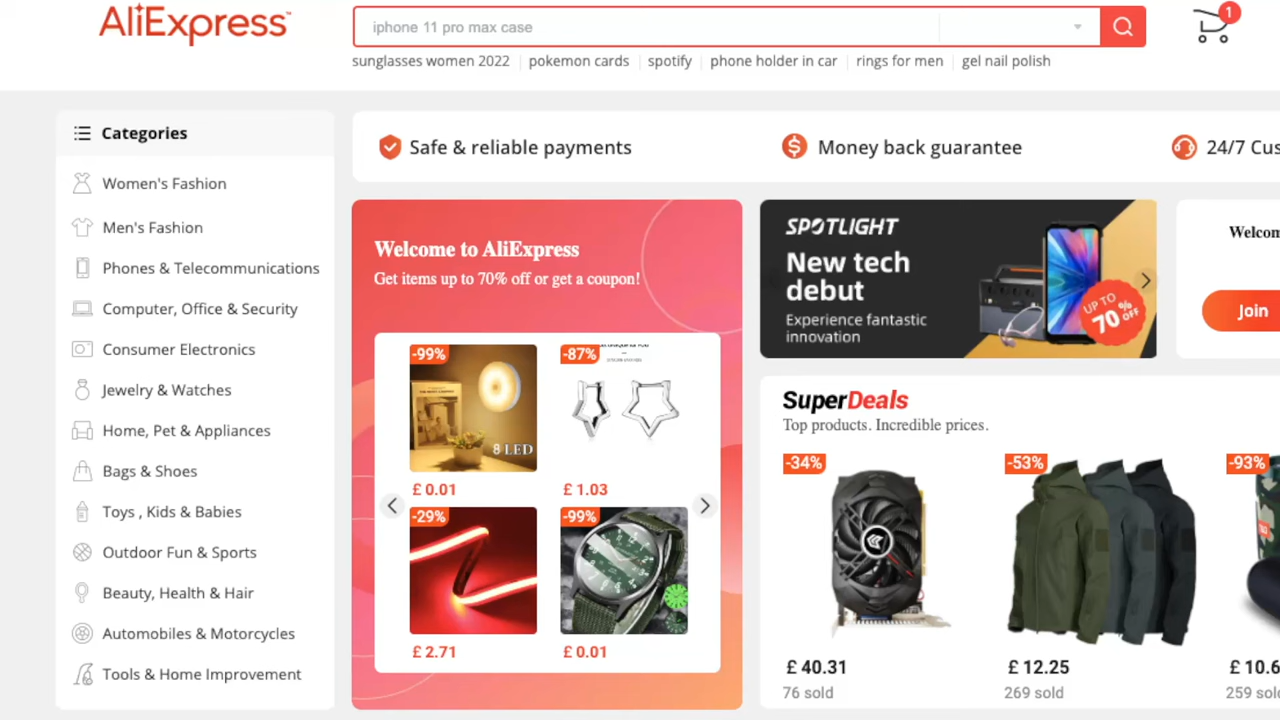 AliExpress™
iphone 11 pro max case
1
sunglasses women 2022
pokemon cards
spotify
phone holder in car
rings for men
gel nail polish
Categories
Women's Fashion
Men's Fashion
Phones & Telecommunications
Computer, Office & Security
Consumer Electronics
Jewelry & Watches
Home, Pet & Appliances
Bags & Shoes
Toys , Kids & Babies
Outdoor Fun & Sports
Beauty, Health & Hair
Automobiles & Motorcycles
Tools & Home Improvement
Safe & reliable payments
Money back guarantee
24/7 Cus
Welcome to AliExpress
Get items up to 70% off or get a coupon!
-99%
8 LED
£ 0.01
-87%
£ 1.03
-29%
£ 2.71
-99%
£ 0.01
SPOTLIGHT
New tech
debut
Experience fantastic
innovation
UP TO
70% OFF
Welcom
Join
SuperDeals
Top products. Incredible prices.
-34%
£ 40.31
76 sold
-53%
£ 12.25
269 sold
-93%
£ 10.6
259 sol